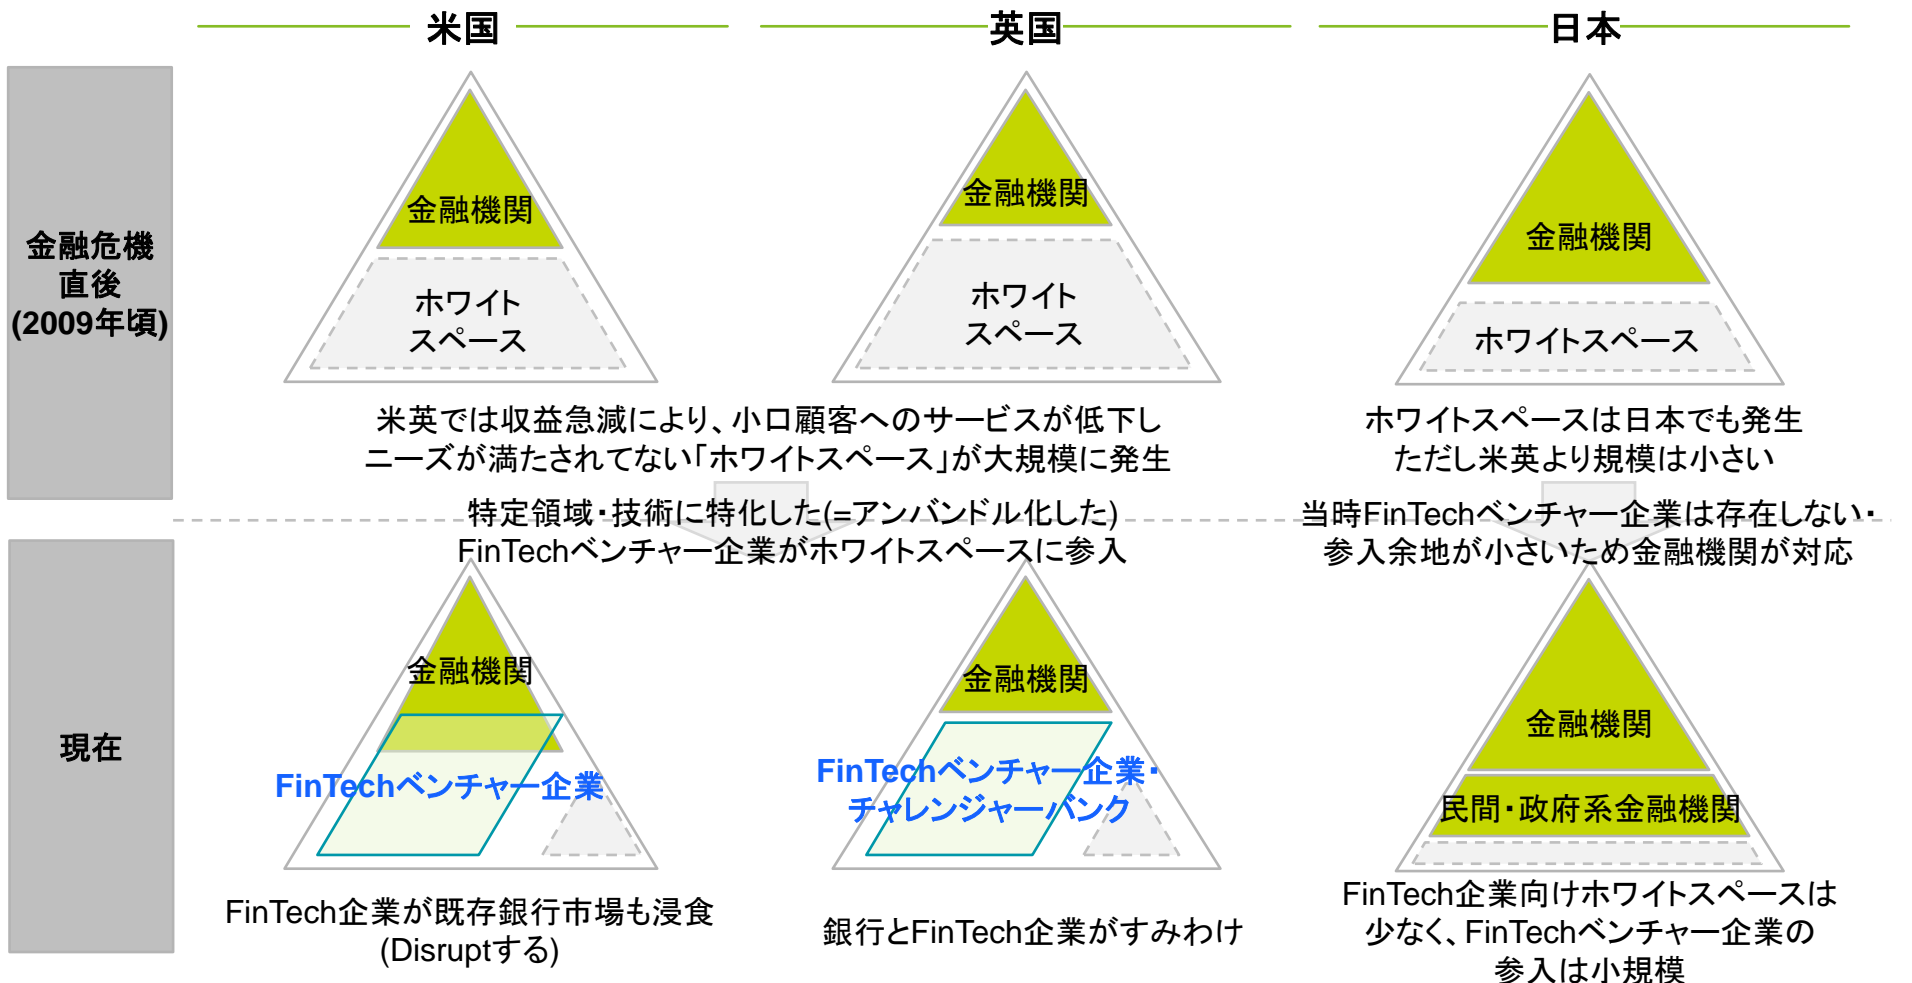 米国
英国
日本
金融危機
直後
(2009年頃)
金融機関
ホワイト
スペース
金融機関
ホワイト
スペース
金融機関
ホワイトスペース
米英では収益急減により、小口顧客へのサービスが低下し
ニーズが満たされてない「ホワイトスペース」が大規模に発生
ホワイトスペースは日本でも発生
ただし米英より規模は小さい
特定領域・技術に特化した(=アンバンドル化した)
FinTechベンチャー企業がホワイトスペースに参入
当時FinTechベンチャー企業は存在しない・
参入余地が小さいため金融機関が対応
現在
金融機関
FinTechベンチャー企業
金融機関
FinTechベンチャー企業・
チャレンジャーバンク
金融機関
民間・政府系金融機関
FinTech企業が既存銀行市場も浸食
(Disruptする)
銀行とFinTech企業がすみわけ
FinTech企業向けホワイトスペースは
少なく、FinTechベンチャー企業の
参入は小規模